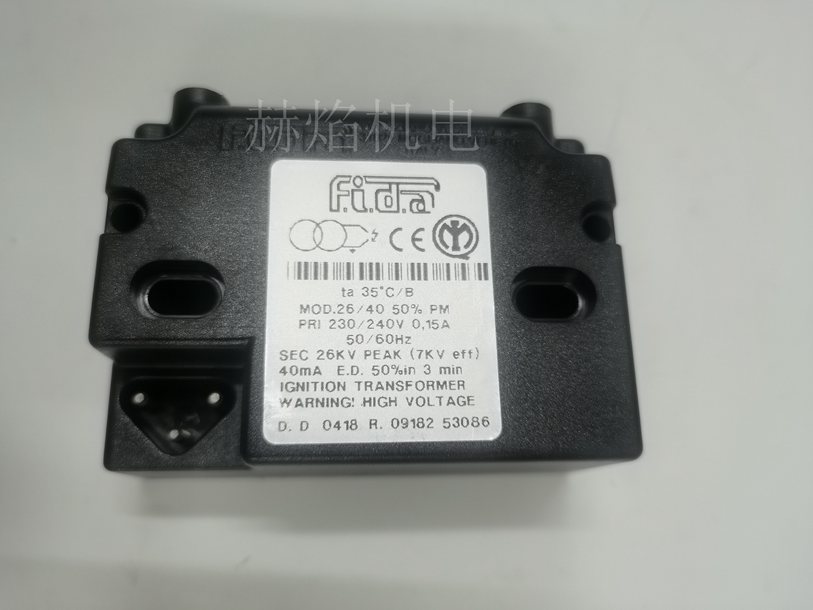 赫焰机电
f.i.d.a
CE
ta 35°C/B
MOD.26/40 50% PM
PRI 230/240V 0,15A
50/60Hz
SEC 26KV PEAK (7KV eff)
40mA E.D. 50%in 3 min
IGNITION TRANSFORMER
WARNING! HIGH VOLTAGE
D. D 0418 R. 09182 53086